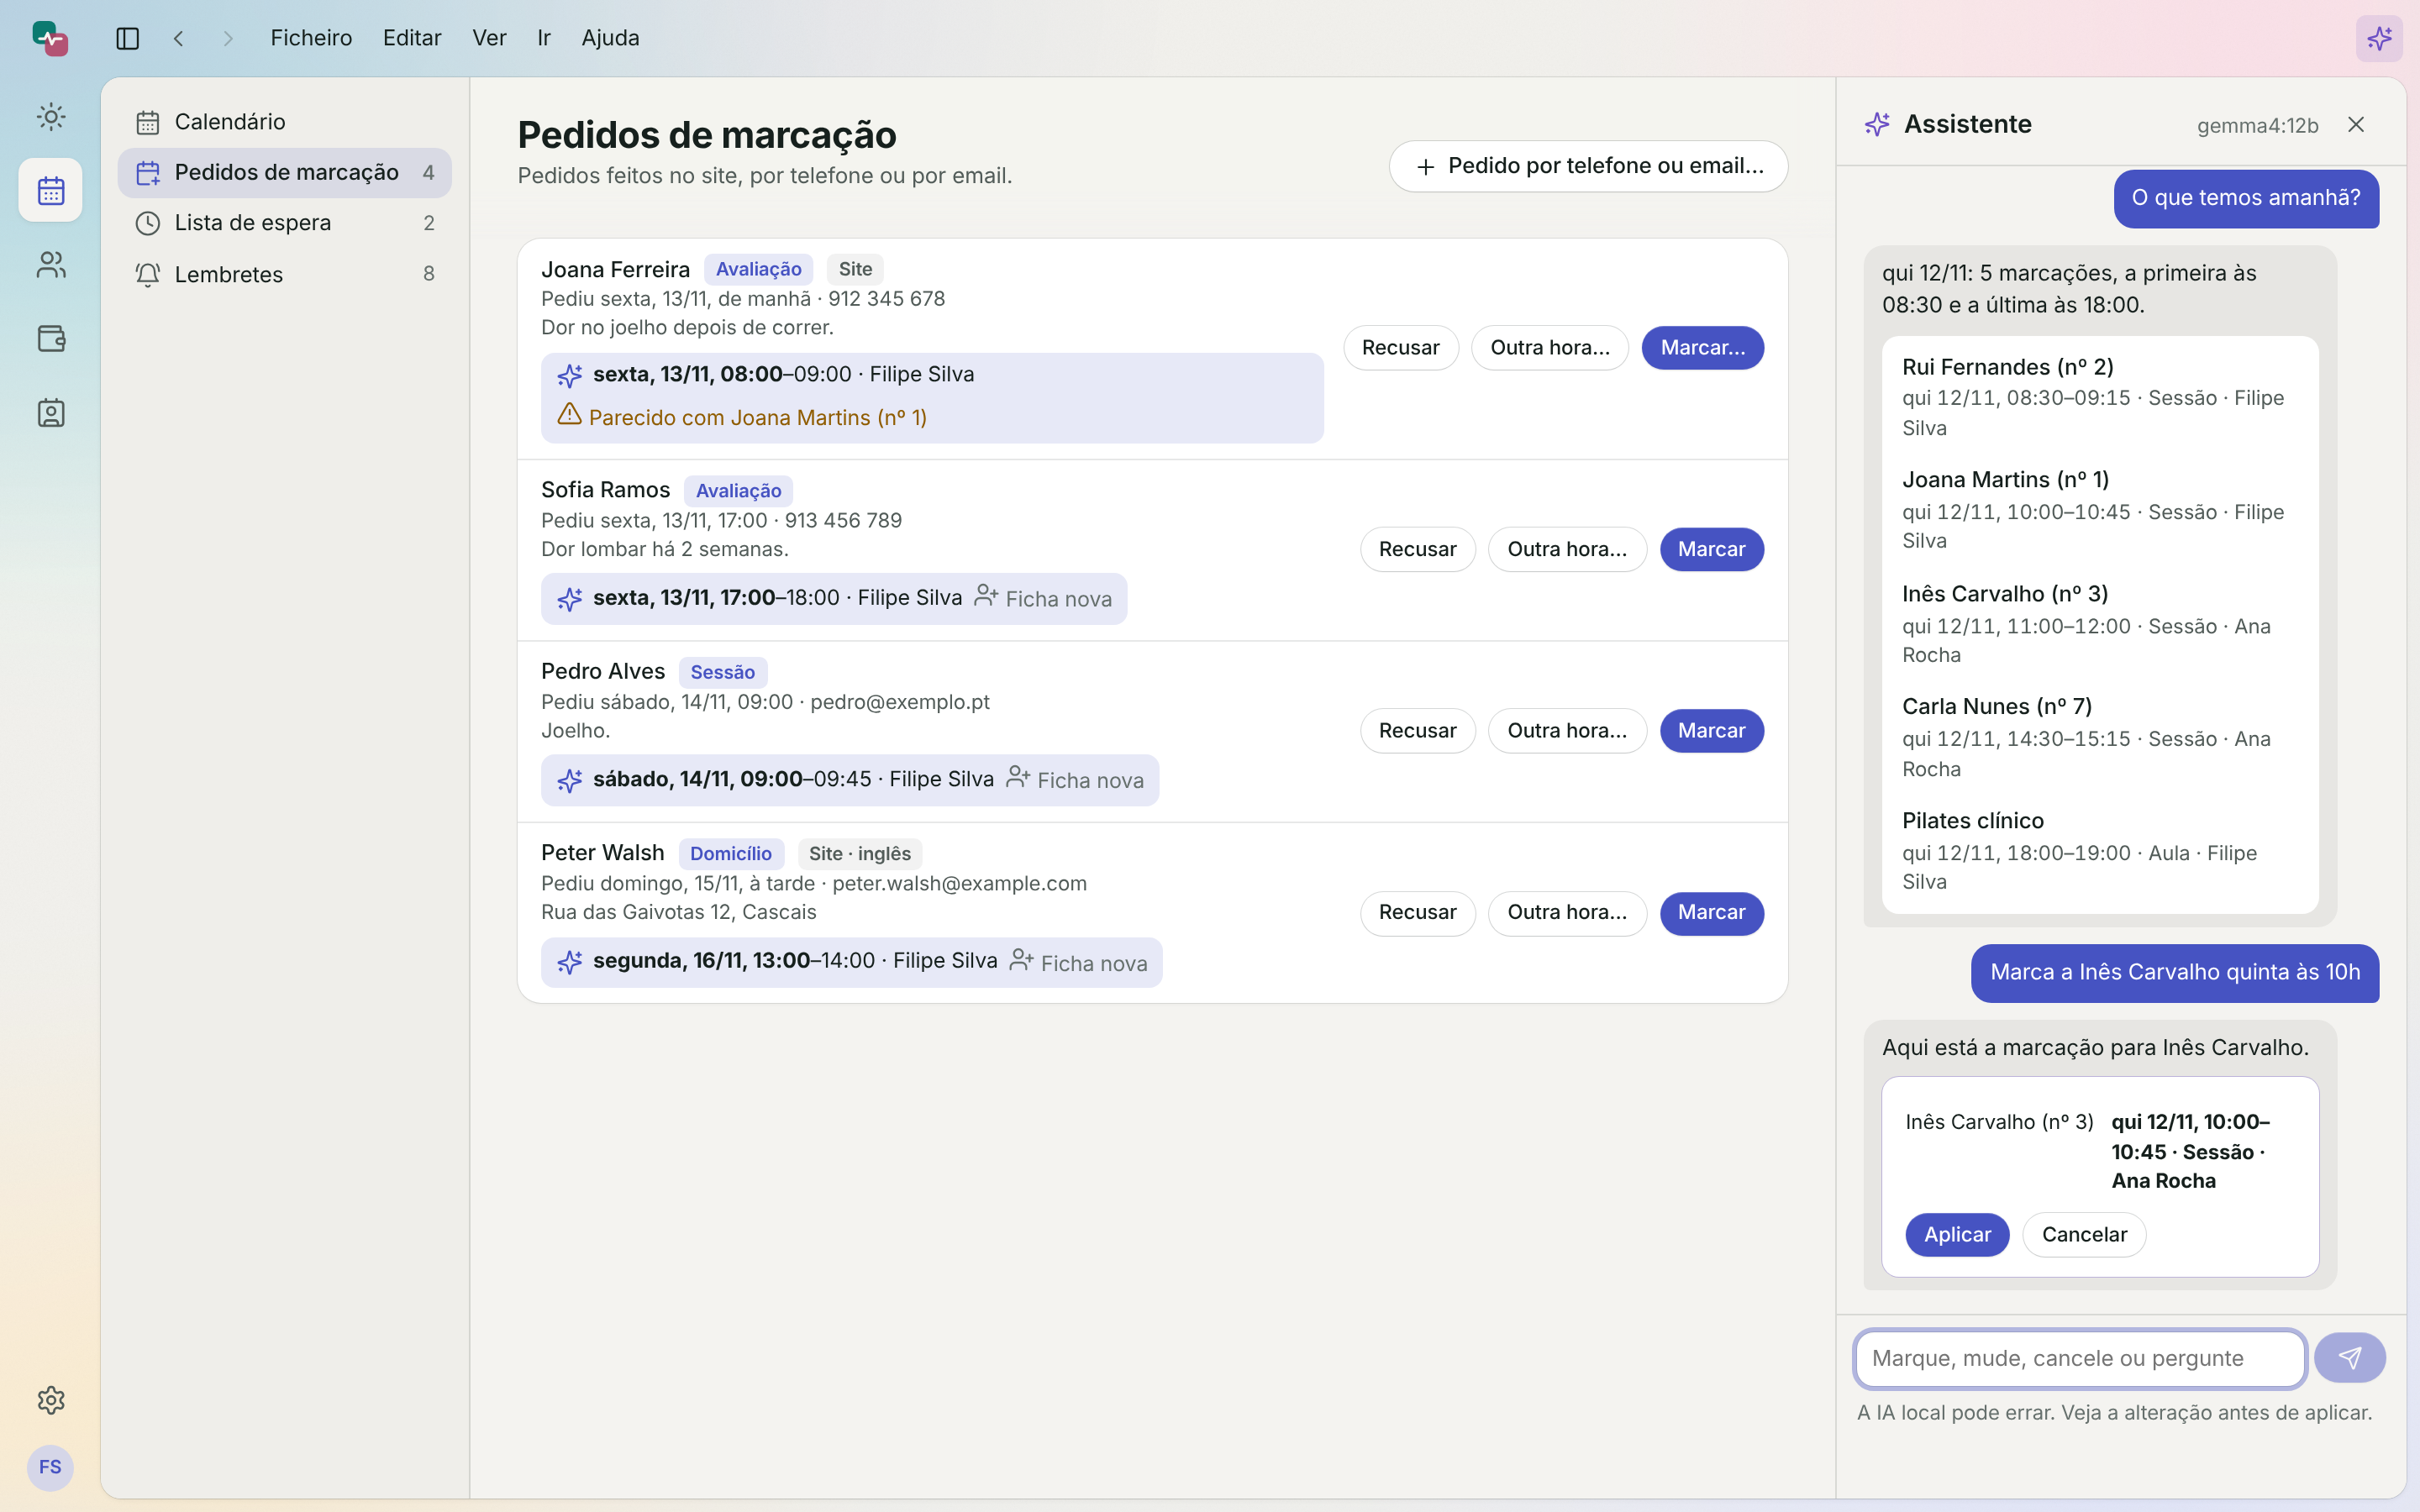 Ficheiro Editar Ver Ir Ajuda
Calendário
Pedidos de marcação 4
Lista de espera 2
Lembretes 8
FS
Pedidos de marcação
Pedidos feitos no site, por telefone ou por email.
+ Pedido por telefone ou email...
Joana Ferreira Avaliação Site
Pediu sexta, 13/11, de manhã · 912 345 678
Dor no joelho depois de correr.
sexta, 13/11, 08:00–09:00 · Filipe Silva
Parecido com Joana Martins (nº 1)
Recusar Outra hora... Marcar...
Sofia Ramos Avaliação
Pediu sexta, 13/11, 17:00 · 913 456 789
Dor lombar há 2 semanas.
sexta, 13/11, 17:00–18:00 · Filipe Silva Ficha nova
Recusar Outra hora... Marcar
Pedro Alves Sessão
Pediu sábado, 14/11, 09:00 · pedro@exemplo.pt
Joelho.
sábado, 14/11, 09:00–09:45 · Filipe Silva Ficha nova
Recusar Outra hora... Marcar
Peter Walsh Domicílio Site · inglês
Pediu domingo, 15/11, à tarde · peter.walsh@example.com
Rua das Gaivotas 12, Cascais
segunda, 16/11, 13:00–14:00 · Filipe Silva Ficha nova
Recusar Outra hora... Marcar
Assistente gemma4:12b
O que temos amanhã?
qui 12/11: 5 marcações, a primeira às
08:30 e a última às 18:00.
Rui Fernandes (nº 2)
qui 12/11, 08:30–09:15 · Sessão · Filipe
Silva
Joana Martins (nº 1)
qui 12/11, 10:00–10:45 · Sessão · Filipe
Silva
Inês Carvalho (nº 3)
qui 12/11, 11:00–12:00 · Sessão · Ana
Rocha
Carla Nunes (nº 7)
qui 12/11, 14:30–15:15 · Sessão · Ana
Rocha
Pilates clínico
qui 12/11, 18:00–19:00 · Aula · Filipe
Silva
Marca a Inês Carvalho quinta às 10h
Aqui está a marcação para Inês Carvalho.
Inês Carvalho (nº 3) qui 12/11, 10:00–
10:45 · Sessão ·
Ana Rocha
Aplicar Cancelar
Marque, mude, cancele ou pergunte
A IA local pode errar. Veja a alteração antes de aplicar.